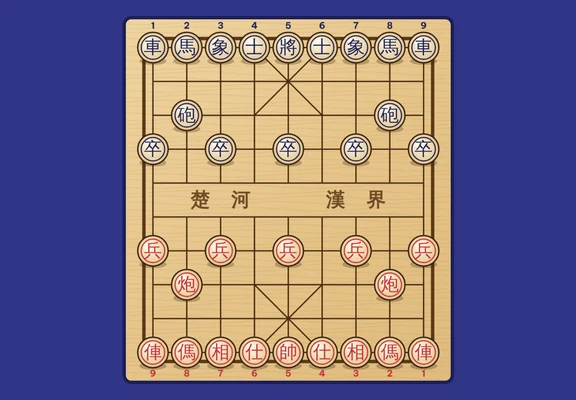 1 2 3 4 5 6 7 8 9
車 馬 象 士 將 士 象 馬 車
砲 砲
卒 卒 卒 卒 卒
楚 河 漢 界
兵 兵 兵 兵 兵
炮 炮
俥 傌 相 仕 帥 仕 相 傌 俥
9 8 7 6 5 4 3 2 1